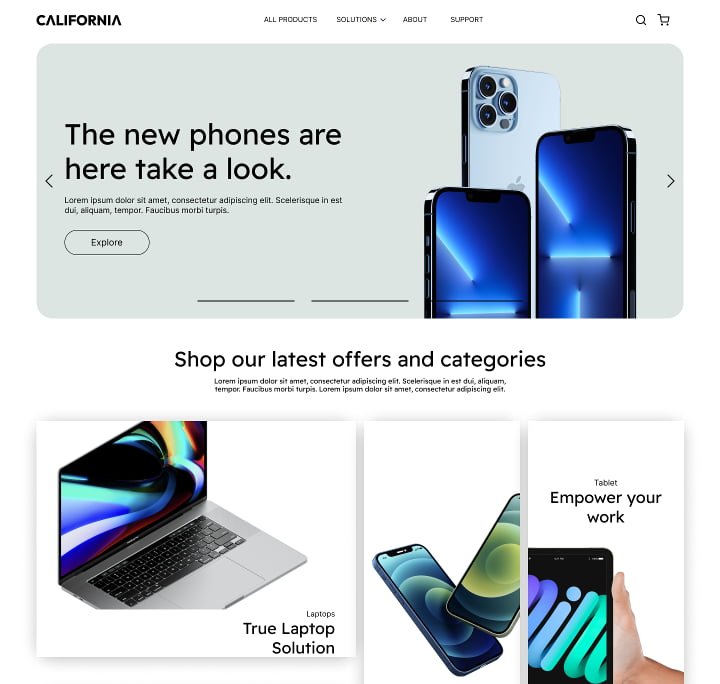 CALIFORNIA
ALL PRODUCTS
SOLUTIONS
ABOUT
SUPPORT
The new phones are
here take a look.
Lorem ipsum dolor sit amet, consectetur adipiscing elit. Scelerisque in est
dui, aliquam, tempor. Faucibus morbi turpis.
Explore
Shop our latest offers and categories
Lorem ipsum dolor sit amet, consectetur adipiscing elit. Scelerisque in est dui, aliquam,
tempor. Faucibus morbi turpis. Lorem ipsum dolor sit amet, consectetur adipiscing elit.
Laptops
True Laptop
Solution
Tablet
Empower your
work